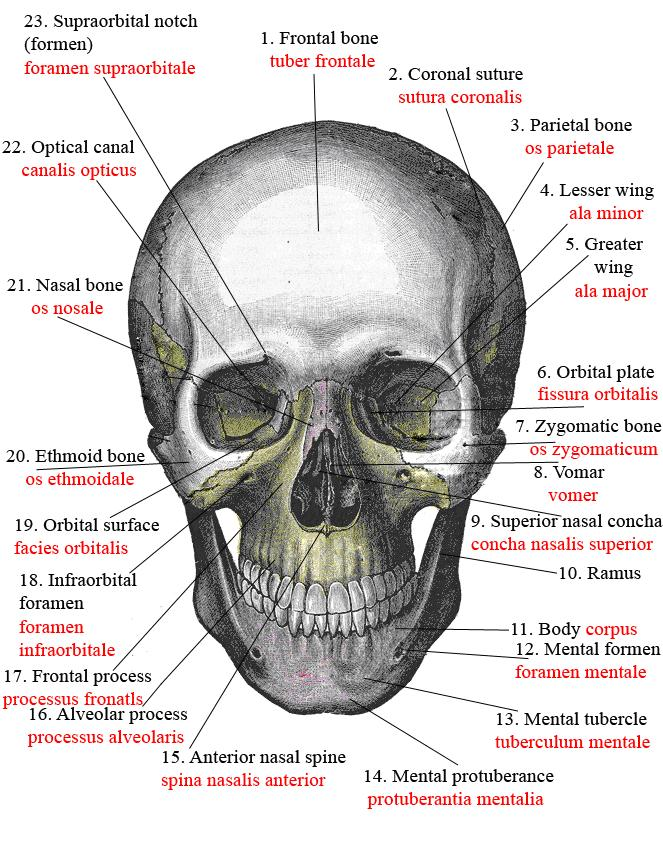 23. Supraorbital notch
(formen)
foramen supraorbitale
1. Frontal bone
tuber frontale
2. Coronal suture
sutura coronalis
3. Parietal bone
os parietale
22. Optical canal
canalis opticus
4. Lesser wing
ala minor
5. Greater
wing
ala major
21. Nasal bone
os nosale
6. Orbital plate
fissura orbitalis
7. Zygomatic bone
os zygomaticum
20. Ethmoid bone
os ethmoidale
8. Vomar
vomer
19. Orbital surface
facies orbitalis
9. Superior nasal concha
concha nasalis superior
18. Infraorbital
foramen
foramen
infraorbitale
10. Ramus
11. Body corpus
12. Mental formen
foramen mentale
17. Frontal process
processus fronatls
16. Alveolar process
processus alveolaris
13. Mental tubercle
tuberculum mentale
15. Anterior nasal spine
spina nasalis anterior
14. Mental protuberance
protuberantia mentalia